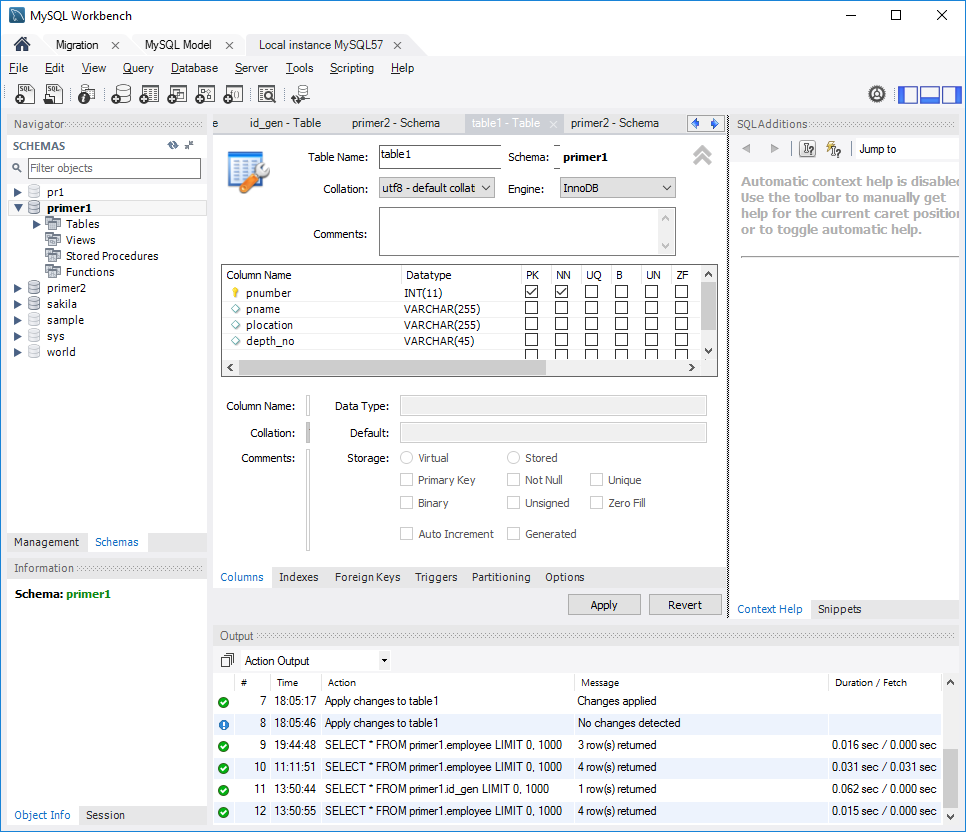 MySQL Workbench
Migration MySQL Model Local instance MySQL57
File Edit View Query Database Server Tools Scripting Help
Navigator
SCHEMAS
Filter objects
pr1
primer1
Tables
Views
Stored Procedures
Functions
primer2
sakila
sample
sys
world
Management Schemas
Information
Schema: primer1
Object Info Session
e id_gen - Table primer2 - Schema table1 - Table primer2 - Schema
Table Name: table1 Schema: primer1
Collation: utf8 - default collat Engine: InnoDB
Comments:
Column Name Datatype PK NN UQ B UN ZF
pnumber INT(11)
pname VARCHAR(255)
plocation VARCHAR(255)
depth_no VARCHAR(45)
Column Name: Data Type:
Collation: Default:
Comments: Storage: Virtual Stored
Primary Key Not Null Unique
Binary Unsigned Zero Fill
Auto Increment Generated
Columns Indexes Foreign Keys Triggers Partitioning Options
Apply Revert
SQLAdditions
Jump to
Automatic context help is disable
Use the toolbar to manually get
help for the current caret position
or to toggle automatic help.
Context Help Snippets
Output
Action Output
# Time Action Message Duration / Fetch
7 18:05:17 Apply changes to table1 Changes applied
8 18:05:46 Apply changes to table1 No changes detected
9 19:44:48 SELECT * FROM primer1.employee LIMIT 0, 1000 3 row(s) returned 0.016 sec / 0.000 sec
10 11:11:51 SELECT * FROM primer1.employee LIMIT 0, 1000 4 row(s) returned 0.031 sec / 0.031 sec
11 13:50:44 SELECT * FROM primer1.id_gen LIMIT 0, 1000 1 row(s) returned 0.062 sec / 0.000 sec
12 13:50:55 SELECT * FROM primer1.employee LIMIT 0, 1000 4 row(s) returned 0.015 sec / 0.000 sec